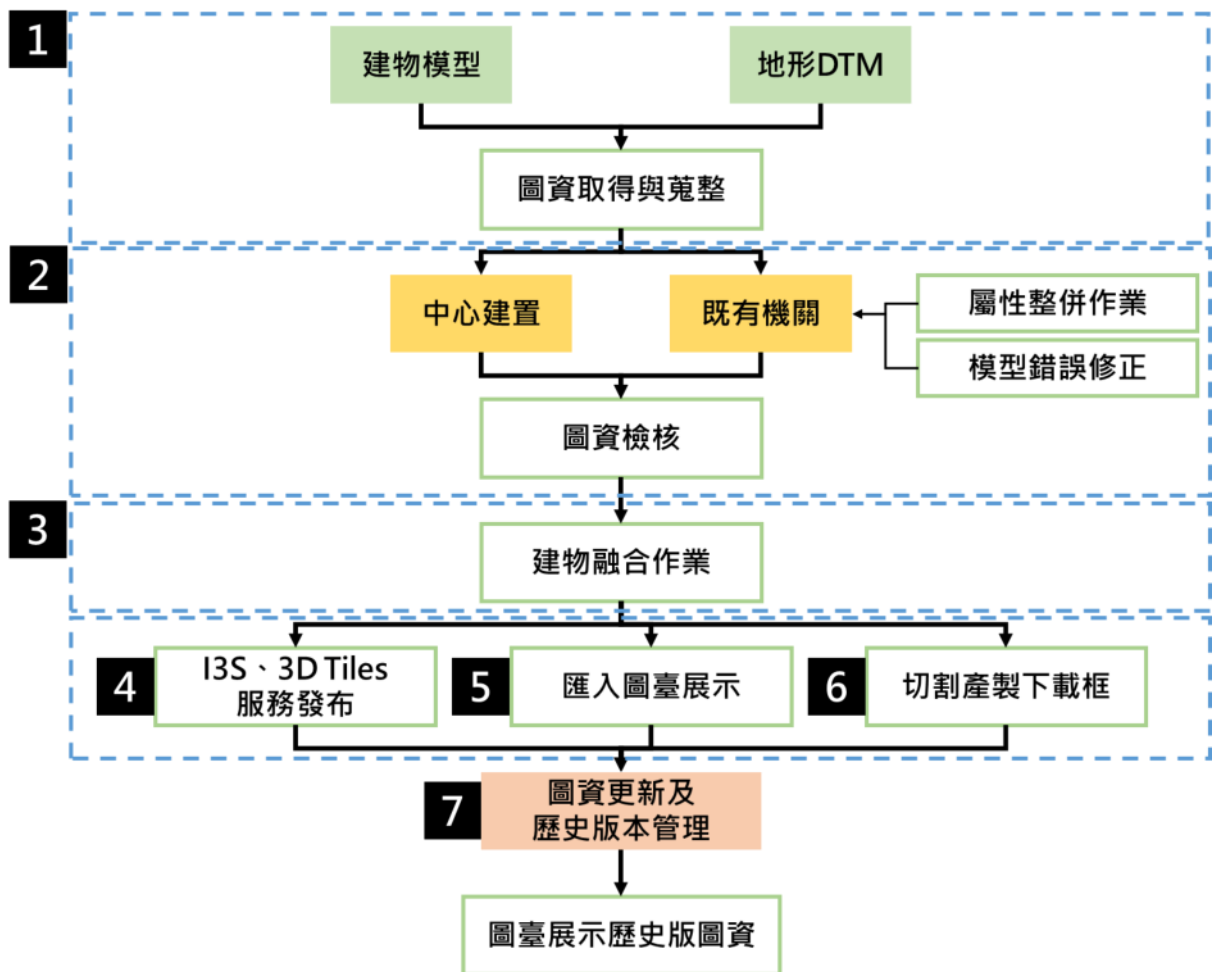 1
建物模型
地形DTM
圖資取得與蒐整
2
中心建置
既有機關
屬性整併作業
模型錯誤修正
圖資檢核
3
建物融合作業
4
I3S、3D Tiles
服務發布
5
匯入圖臺展示
6
切割產製下載框
7
圖資更新及
歷史版本管理
圖臺展示歷史版圖資